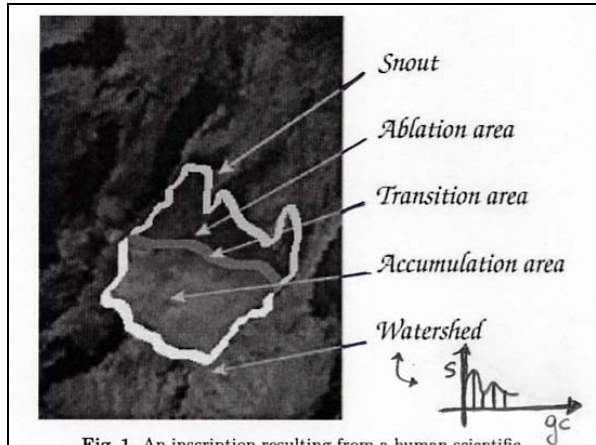 Snout
Ablation area
Transition area
Accumulation area
Watershed
S
gc
Fig. 1. An inscription resulting from a human scientific